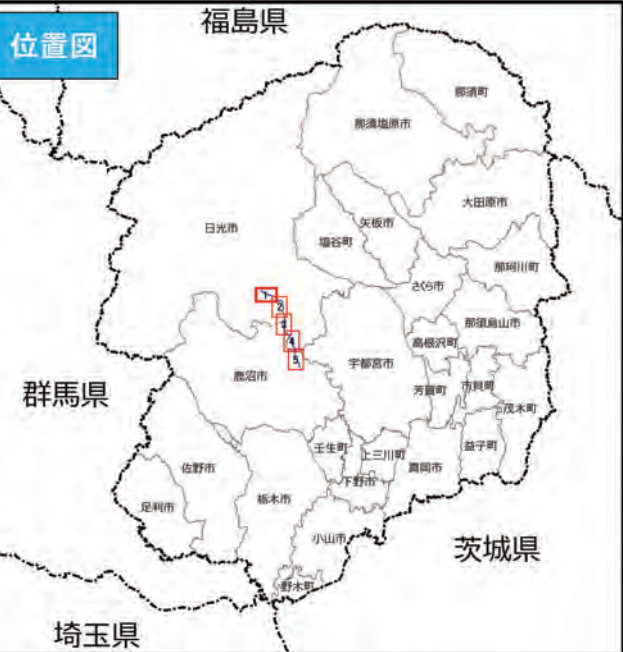 位置図
福島県
那須町
那須塩原市
大田原市
日光市
矢板市
塩谷町
那珂川町
さくら市
1
2
3
4
5
那須烏山市
高根沢町
宇都宮市
鹿沼市
群馬県
芳賀町
市貝町
茂木町
壬生町
上三川町
益子町
佐野市
真岡市
下野市
栃木市
足利市
小山市
茨城県
野木町
埼玉県